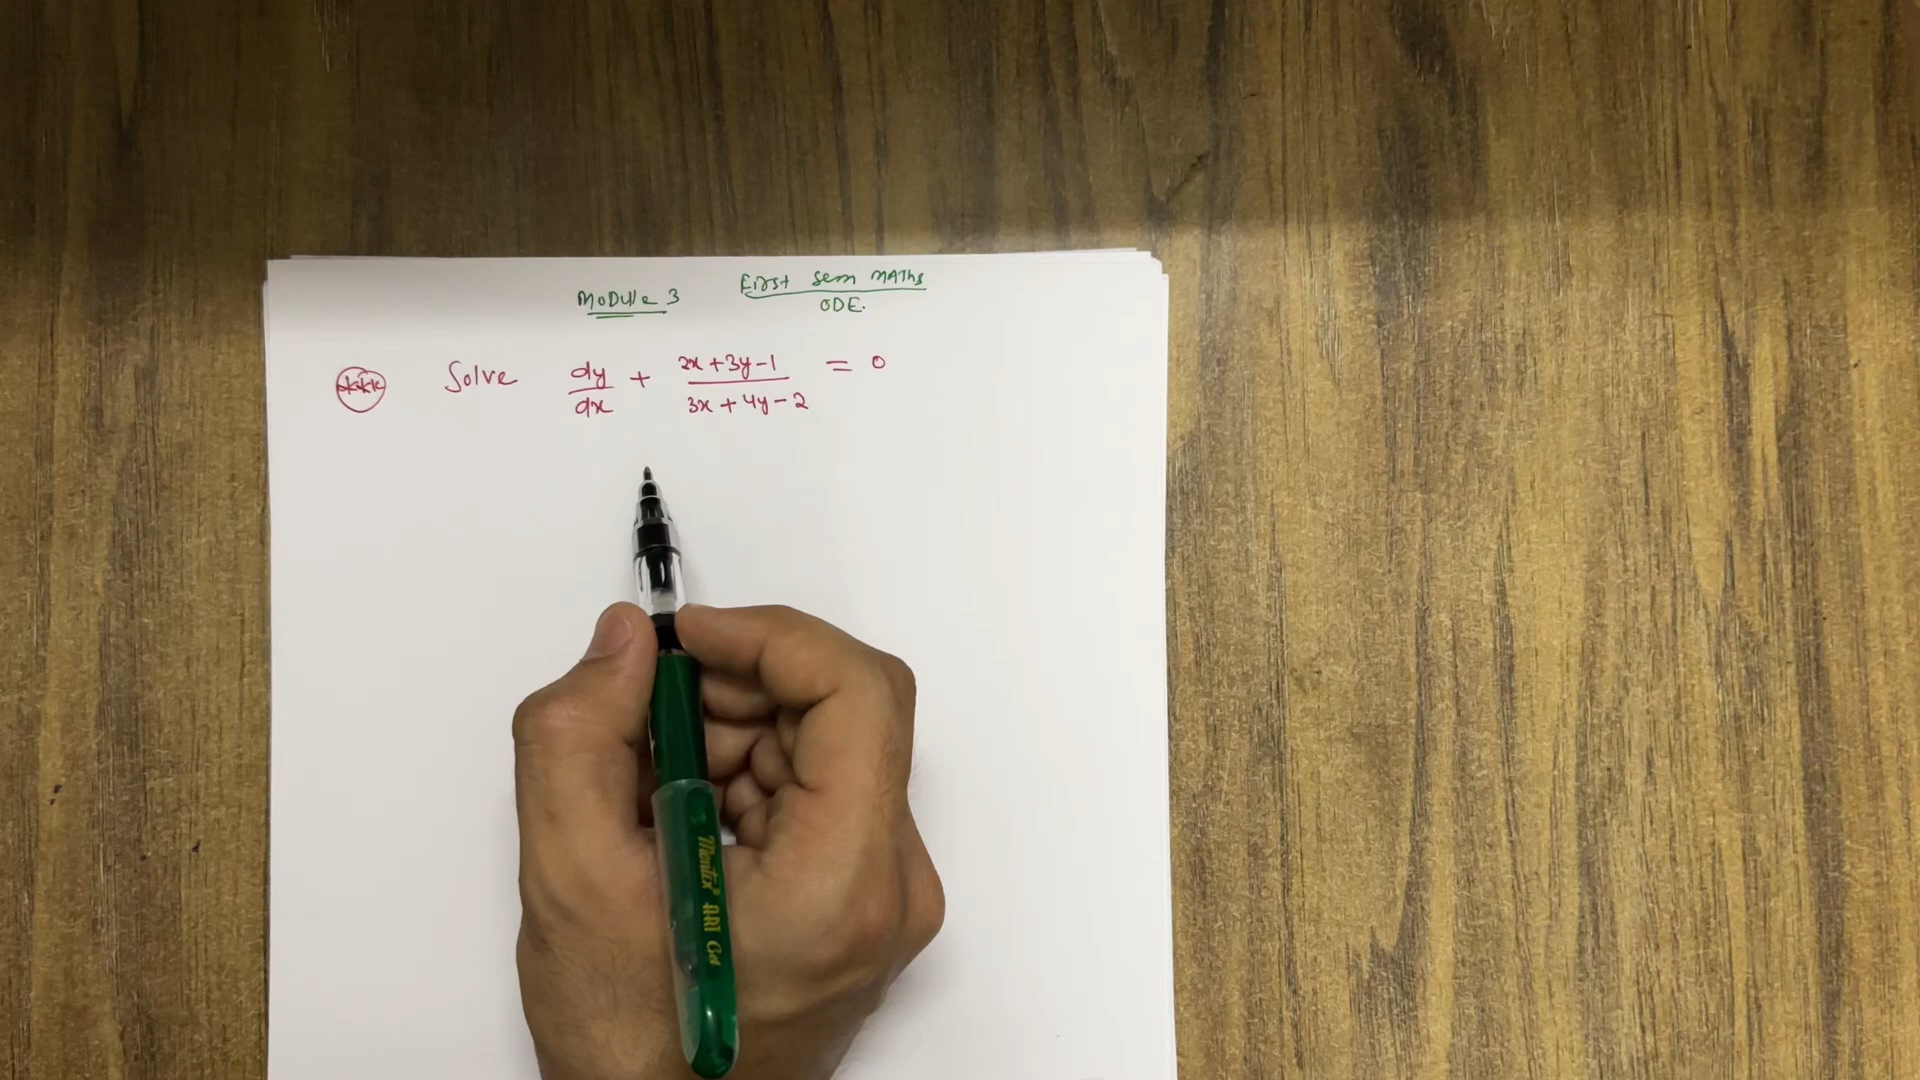 MODUle 3
First Sem MATHs
ODE.
Solve dy/dx + (2x+3y-1)/(3x+4y-2) = 0
Mentix ART Gel